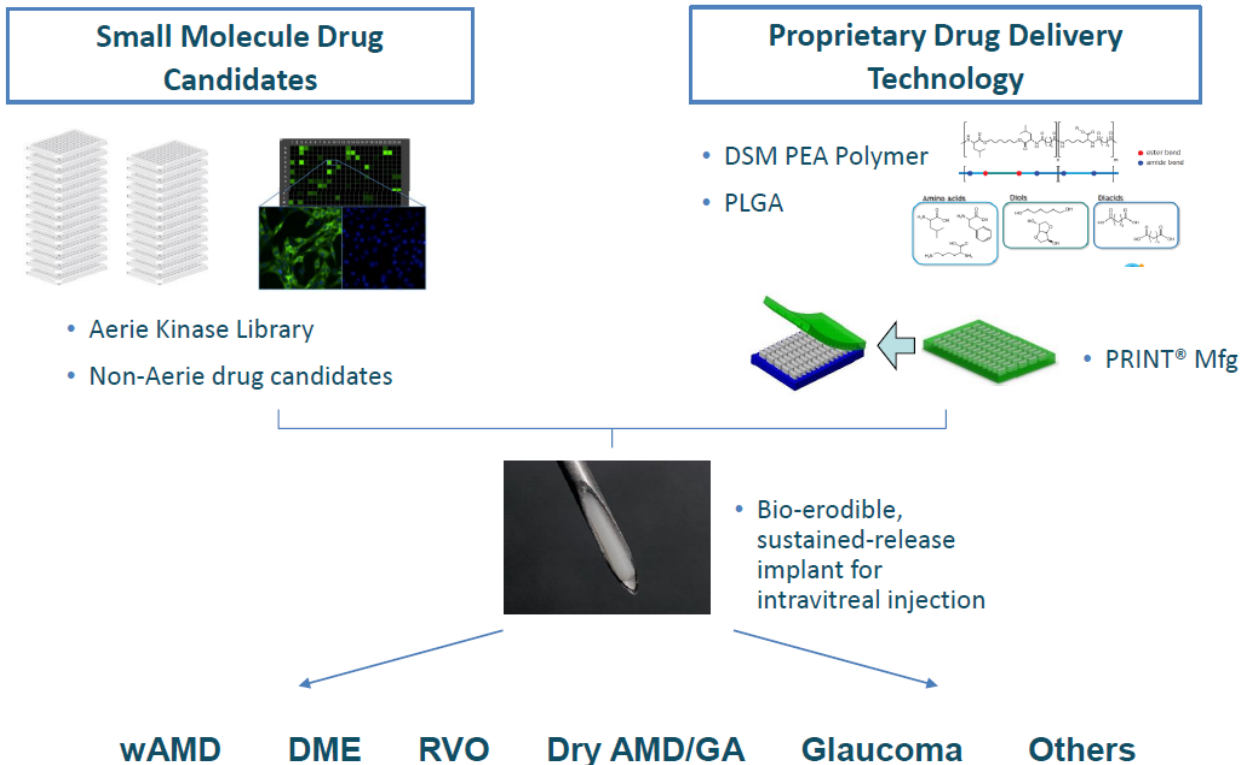 Small Molecule Drug
Candidates
Proprietary Drug Delivery
Technology
• DSM PEA Polymer
• PLGA
ester bond
amide bond
Amino acids
Diols
Diacids
• Aerie Kinase Library
• Non-Aerie drug candidates
• PRINT® Mfg
• Bio-erodible,
sustained-release
implant for
intravitreal injection
wAMD DME RVO Dry AMD/GA Glaucoma Others